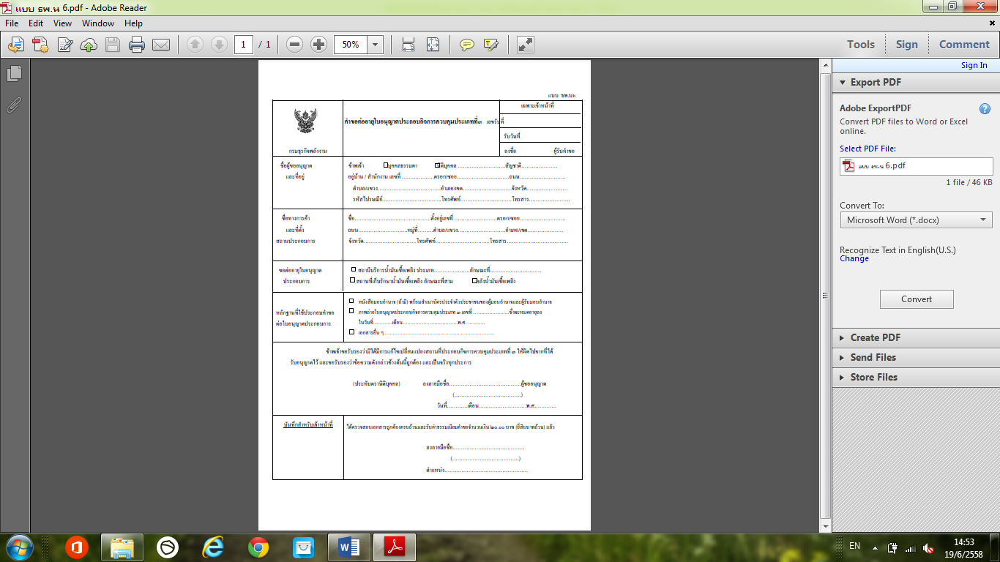 แบบ ธพ.น 6.pdf - Adobe Reader
File Edit View Window Help
1 / 1 50% Tools Sign Comment
Sign In
Export PDF
Adobe ExportPDF
Convert PDF files to Word or Excel
online.
Select PDF File:
แบบ ธพ.น 6.pdf
1 file / 46 KB
Convert To:
Microsoft Word (*.docx)
Recognize Text in English(U.S.)
Change
Convert
Create PDF
Send Files
Store Files
แบบ ธพ.น๖
เฉพาะเจ้าหน้าที่
คำขอต่ออายุใบอนุญาตประกอบกิจการควบคุมประเภทที่๓ เลขรับที่
รับวันที่
กรมธุรกิจพลังงาน
ลงชื่อ ผู้รับคำขอ
ชื่อผู้ขออนุญาต
และที่อยู่
ข้าพเจ้า บุคคลธรรมดา นิติบุคคล ............................สัญชาติ.....................
อยู่บ้าน / สำนักงาน เลขที่ ...................ตรอก/ซอย..............................ถนน...........................
ตำบล/แขวง....................................อำเภอ/เขต............................จังหวัด........................
รหัสไปรษณีย์..................................โทรศัพท์..............................โทรสาร........................
ชื่อทางการค้า
และที่ตั้ง
สถานประกอบการ
ชื่อ............................................ตั้งอยู่เลขที่ ........................ตรอก/ซอย..........................
ถนน............................หมู่ที่.........ตำบล/แขวง...........................อำเภอ/เขต.....................
จังหวัด..............................โทรศัพท์...............................โทรสาร...................................
ขอต่ออายุใบอนุญาต
ประกอบการ
สถานีบริการน้ำมันเชื้อเพลิง ประเภท.....................ลักษณะที่..............................
สถานที่เก็บรักษาน้ำมันเชื้อเพลิง ลักษณะที่สาม คลังน้ำมันเชื้อเพลิง
หลักฐานที่ใช้ประกอบคำขอ
ต่อใบอนุญาตประกอบการ
หนังสือมอบอำนาจ (ถ้ามี) พร้อมสำเนาบัตรประจำตัวประชาชนของผู้มอบอำนาจและผู้รับมอบอำนาจ
ภาพถ่ายใบอนุญาตประกอบกิจการควบคุมประเภท ๓ เลขที่ .....................ซึ่งจะหมดอายุลง
ในวันที่...........เดือน................................พ.ศ. ..........
เอกสารอื่น ๆ ................................................................
ข้าพเจ้าขอรับรองว่ามิได้มีการแก้ไขเปลี่ยนแปลงสถานที่ประกอบกิจการควบคุมประเภทที่ ๓ ให้ผิดไปจากที่ได้
รับอนุญาตไว้ และขอรับรองว่าข้อความดังกล่าวข้างต้นนี้ถูกต้อง และเป็นจริงทุกประการ
(ประทับตรานิติบุคคล) ลงลายมือชื่อ..........................................ผู้ขออนุญาต
(.......................................)
วันที่............เดือน............................พ.ศ.............
บันทึกสำหรับเจ้าหน้าที่
ได้ตรวจสอบเอกสารถูกต้องครบถ้วนและรับค่าธรรมเนียมคำขอจำนวนเงิน ๒๐.๐๐ บาท (ยี่สิบบาทถ้วน) แล้ว
ลงลายมือชื่อ..........................................
(.......................................)
ตำแหน่ง................................................
EN
14:53
19/6/2558